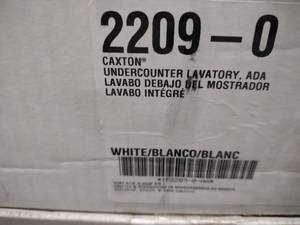 2209-0
CAXTON®
UNDERCOUNTER LAVATORY, ADA
LAVABO DEBAJO DEL MOSTRADOR
LAVABO INTÉGRÉ
WHITE/BLANCO/BLANC